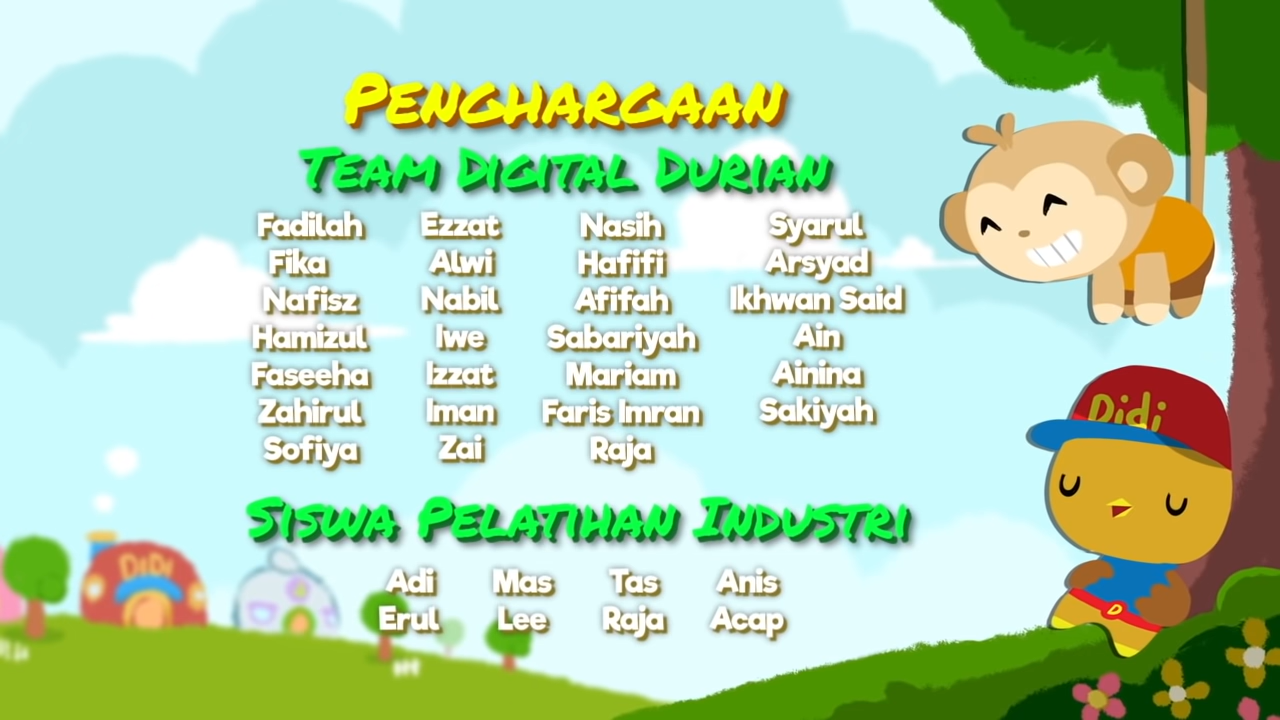 Penghargaan
Team Digital Durian
Fadilah Ezzat Nasih Syarul
Fika Alwi Hafifi Arsyad
Nafisz Nabil Afifah Ikhwan Said
Hamizul Iwe Sabariyah Ain
Faseeha Izzat Mariam Ainina
Zahirul Iman Faris Imran Sakiyah
Sofiya Zai Raja
Siswa Pelatihan Industri
Adi Mas Tas Anis
Erul Lee Raja Acap
Didi
DiDi
D